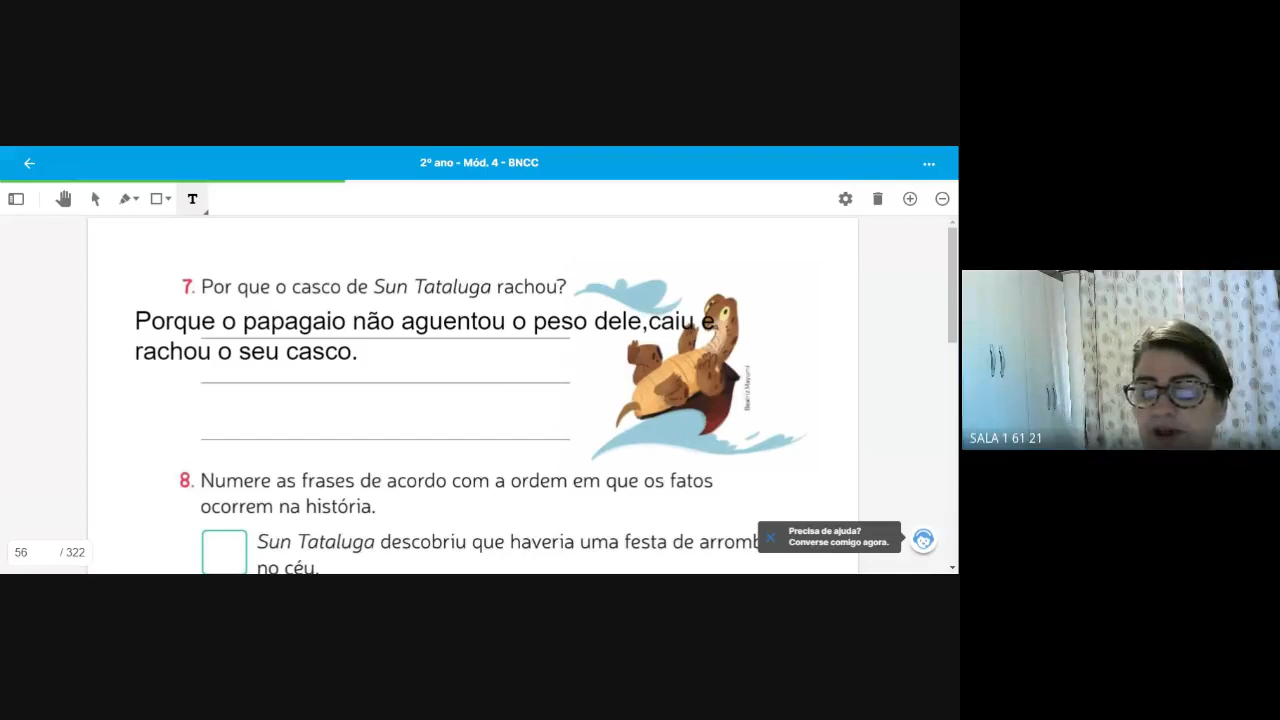 2º ano - Mód. 4 - BNCC
T
7. Por que o casco de Sun Tataluga rachou?
Porque o papagaio não aguentou o peso dele,caiu e
rachou o seu casco.
Beatriz Mayumi
8. Numere as frases de acordo com a ordem em que os fatos
ocorrem na história.
Sun Tataluga descobriu que haveria uma festa de arromb
no céu.
56 / 322
Precisa de ajuda?
Converse comigo agora.
SALA 1 61 21